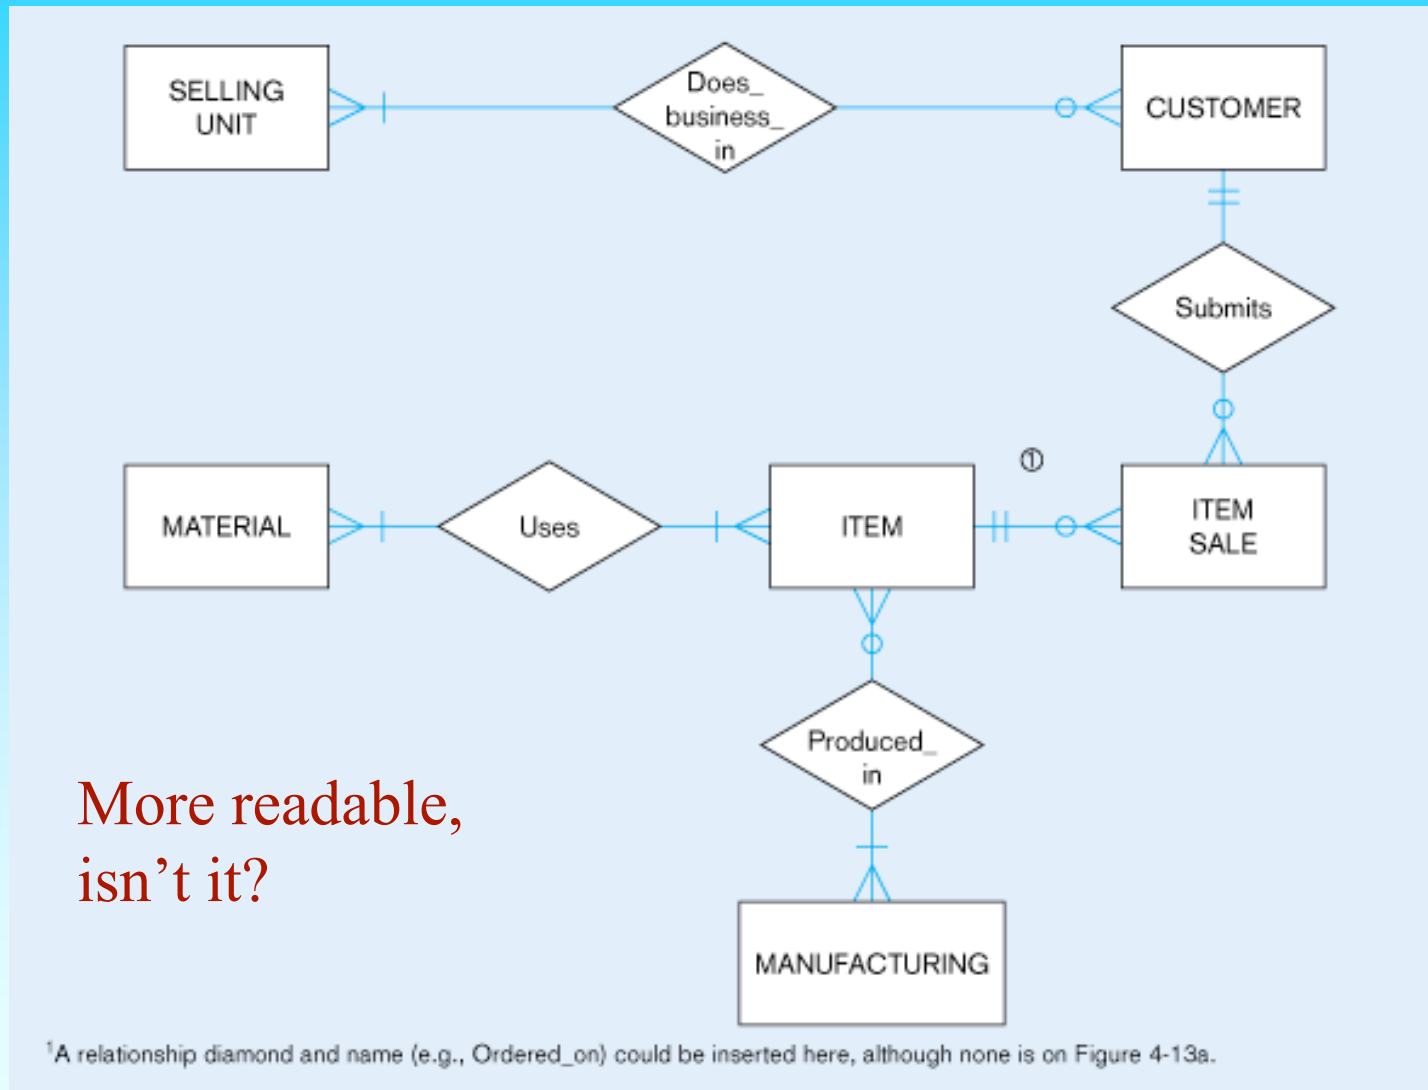 SELLING
UNIT
Does_
business_
in
CUSTOMER
Submits
MATERIAL
Uses
ITEM
①
ITEM
SALE
Produced_
in
More readable,
isn’t it?
MANUFACTURING
¹A relationship diamond and name (e.g., Ordered_on) could be inserted here, although none is on Figure 4-13a.